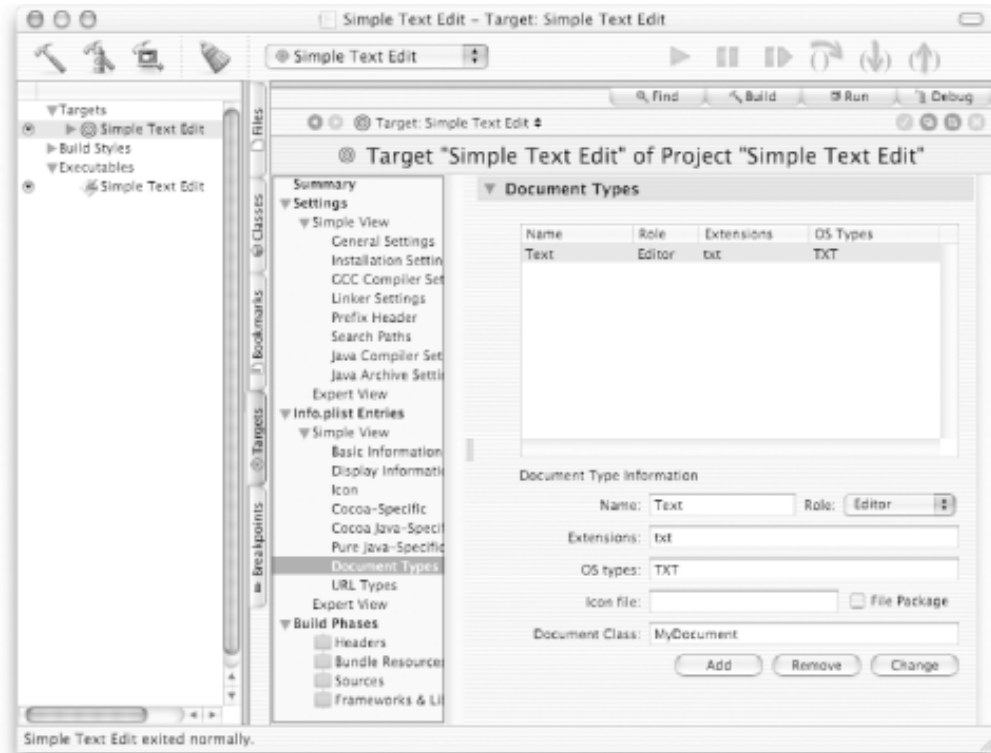 Simple Text Edit – Target: Simple Text Edit
Simple Text Edit
Find Build Run Debug
Target: Simple Text Edit
Target "Simple Text Edit" of Project "Simple Text Edit"
Targets
Simple Text Edit
Build Styles
Executables
Simple Text Edit
Files
Classes
Bookmarks
Targets
Breakpoints
Summary
Settings
Simple View
General Settings
Installation Settin
GCC Compiler Set
Linker Settings
Prefix Header
Search Paths
Java Compiler Set
Java Archive Settin
Expert View
Info.plist Entries
Simple View
Basic Information
Display Informati
Icon
Cocoa-Specific
Cocoa Java-Specif
Pure Java-Specific
Document Types
URL Types
Expert View
Build Phases
Headers
Bundle Resources
Sources
Frameworks & Li
Document Types
Name Role Extensions OS Types
Text Editor txt TXT
Document Type Information
Name: Text Role: Editor
Extensions: txt
OS types: TXT
Icon file: File Package
Document Class: MyDocument
Add Remove Change
Simple Text Edit exited normally.